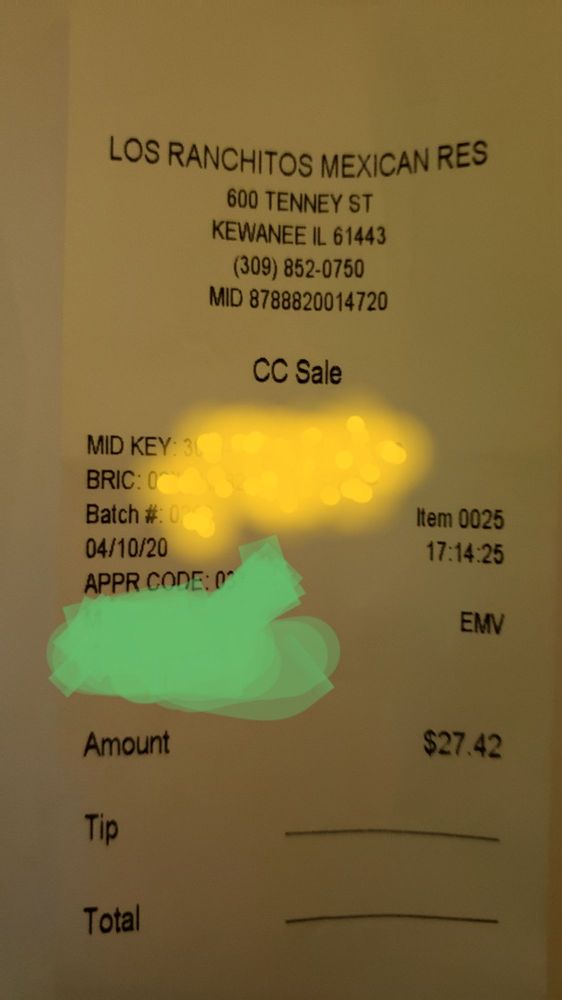 LOS RANCHITOS MEXICAN RES
600 TENNEY ST
KEWANEE IL 61443
(309) 852-0750
MID 8788820014720
CC Sale
MID KEY:
BRIC:
Batch #: Item 0025
04/10/20 17:14:25
APPR CODE:
EMV
Amount $27.42
Tip
Total